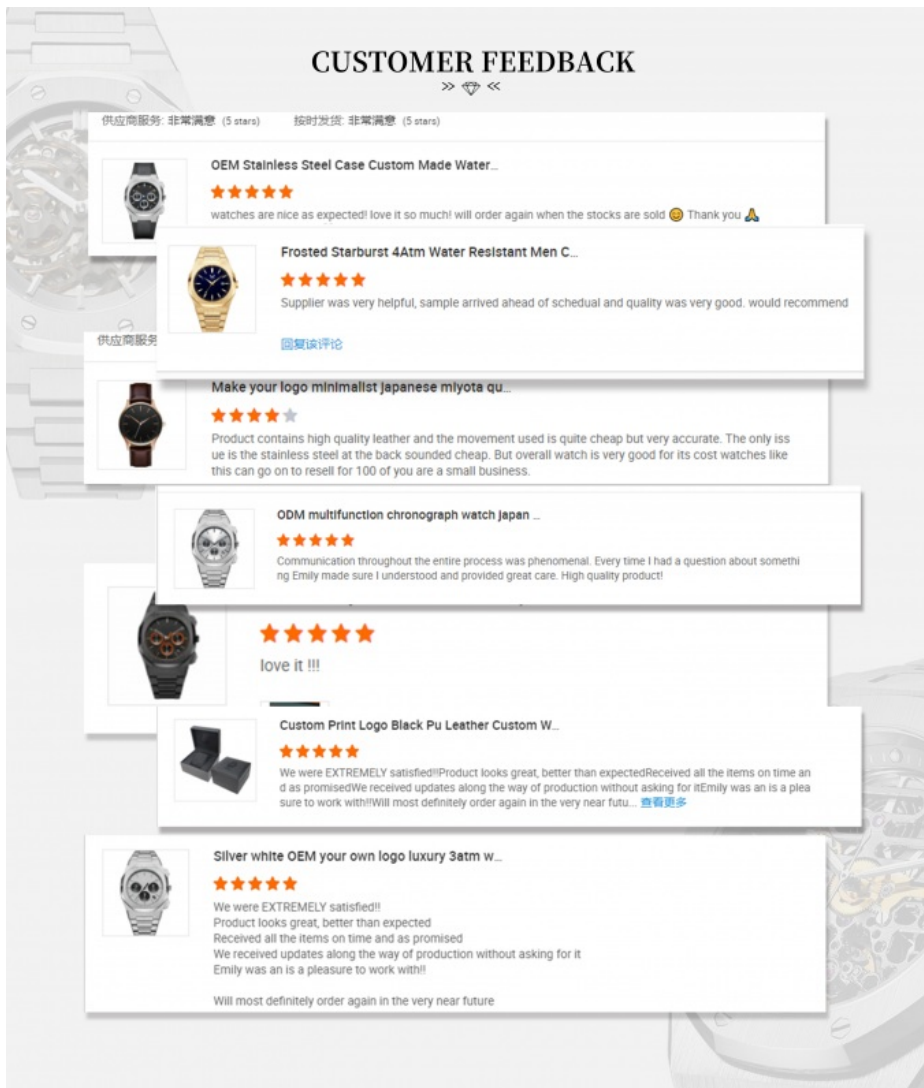 CUSTOMER FEEDBACK
供应商服务: 非常满意 (5 stars) 按时发货: 非常满意 (5 stars)
OEM Stainless Steel Case Custom Made Water...
watches are nice as expected! love it so much! will order again when the stocks are sold 😊 Thank you 🙏
Frosted Starburst 4Atm Water Resistant Men C...
Supplier was very helpful, sample arrived ahead of schedual and quality was very good. would recommend
回复该评论
供应商服务
Make your logo minimalist japanese miyota qu...
Product contains high quality leather and the movement used is quite cheap but very accurate. The only iss
ue is the stainless steel at the back sounded cheap. But overall watch is very good for its cost watches like
this can go on to resell for 100 of you are a small business.
ODM multifunction chronograph watch japan ...
Communication throughout the entire process was phenomenal. Every time I had a question about somethi
ng Emily made sure I understood and provided great care. High quality product!
love it !!!
Custom Print Logo Black Pu Leather Custom W...
We were EXTREMELY satisfied!!Product looks great, better than expectedReceived all the items on time an
d as promisedWe received updates along the way of production without asking for itEmily was an is a plea
sure to work with!!Will most definitely order again in the very near futu... 查看更多
Silver white OEM your own logo luxury 3atm w...
We were EXTREMELY satisfied!!
Product looks great, better than expected
Received all the items on time and as promised
We received updates along the way of production without asking for it
Emily was an is a pleasure to work with!!
Will most definitely order again in the very near future